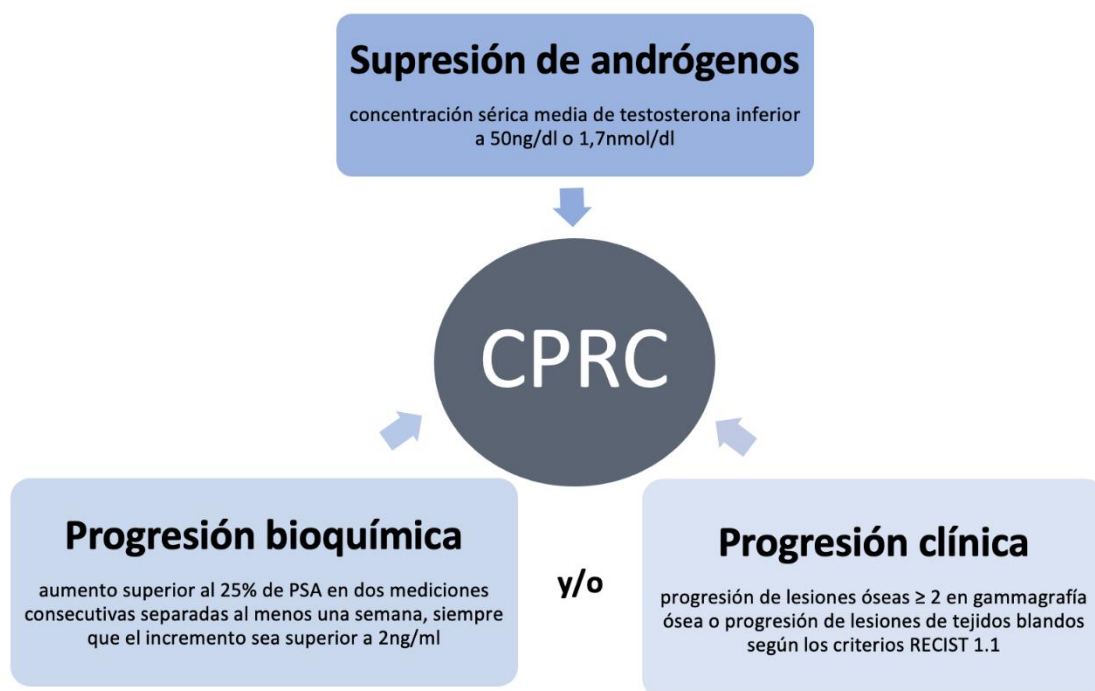 Supresión de andrógenos
concentración sérica media de testosterona inferior
a 50ng/dl o 1,7nmol/dl
CPRC
Progresión bioquímica
aumento superior al 25% de PSA en dos mediciones
consecutivas separadas al menos una semana, siempre
que el incremento sea superior a 2ng/ml
y/o
Progresión clínica
progresión de lesiones óseas ≥ 2 en gammagrafía
ósea o progresión de lesiones de tejidos blandos
según los criterios RECIST 1.1